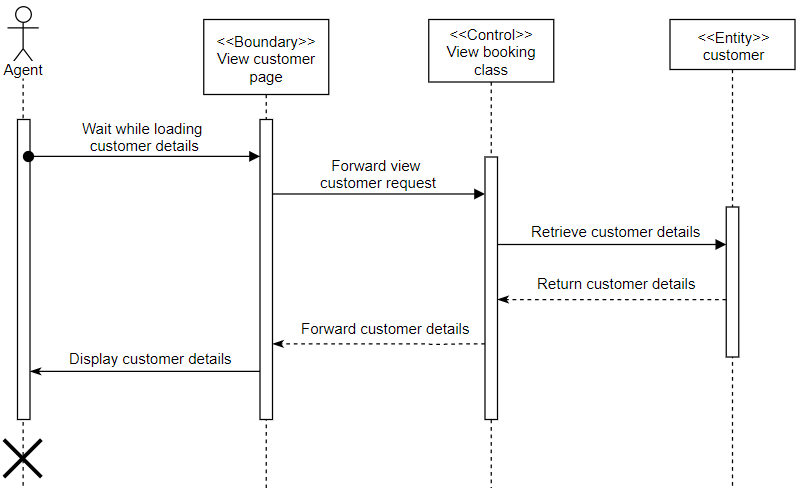 Agent
<<Boundary>>
View customer
page
<<Control>>
View booking
class
<<Entity>>
customer
Wait while loading
customer details
Forward view
customer request
Retrieve customer details
Return customer details
Forward customer details
Display customer details